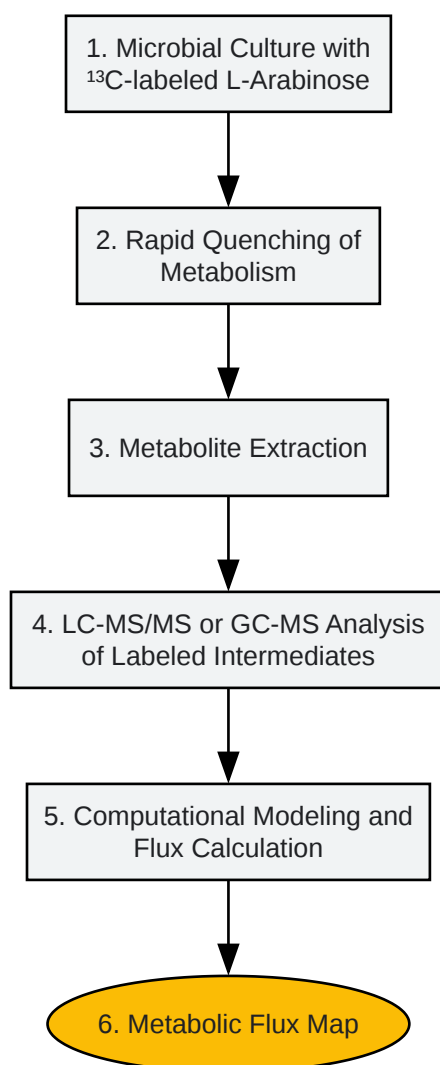 1. Microbial Culture with
¹³C-labeled L-Arabinose
2. Rapid Quenching of
Metabolism
3. Metabolite Extraction
4. LC-MS/MS or GC-MS Analysis
of Labeled Intermediates
5. Computational Modeling and
Flux Calculation
6. Metabolic Flux Map